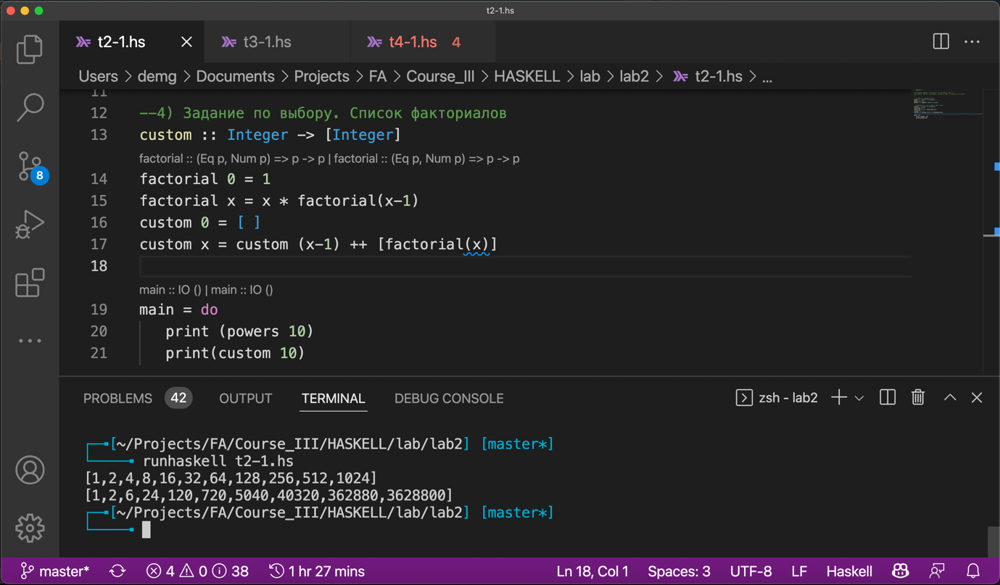 t2-1.hs
t2-1.hs t3-1.hs t4-1.hs 4
Users > demg > Documents > Projects > FA > Course_III > HASKELL > lab > lab2 > t2-1.hs > ...
11
12 --4) Задание по выбору. Список факториалов
13 custom :: Integer -> [Integer]
factorial :: (Eq p, Num p) => p -> p | factorial :: (Eq p, Num p) => p -> p
14 factorial 0 = 1
15 factorial x = x * factorial(x-1)
16 custom 0 = [ ]
17 custom x = custom (x-1) ++ [factorial(x)]
18
main :: IO () | main :: IO ()
19 main = do
20 print (powers 10)
21 print(custom 10)
8
PROBLEMS 42 OUTPUT TERMINAL DEBUG CONSOLE zsh - lab2
[~/Projects/FA/Course_III/HASKELL/lab/lab2] [master*]
runhaskell t2-1.hs
[1,2,4,8,16,32,64,128,256,512,1024]
[1,2,6,24,120,720,5040,40320,362880,3628800]
[~/Projects/FA/Course_III/HASKELL/lab/lab2] [master*]
master* 4 0 38 1 hr 27 mins Ln 18, Col 1 Spaces: 3 UTF-8 LF Haskell